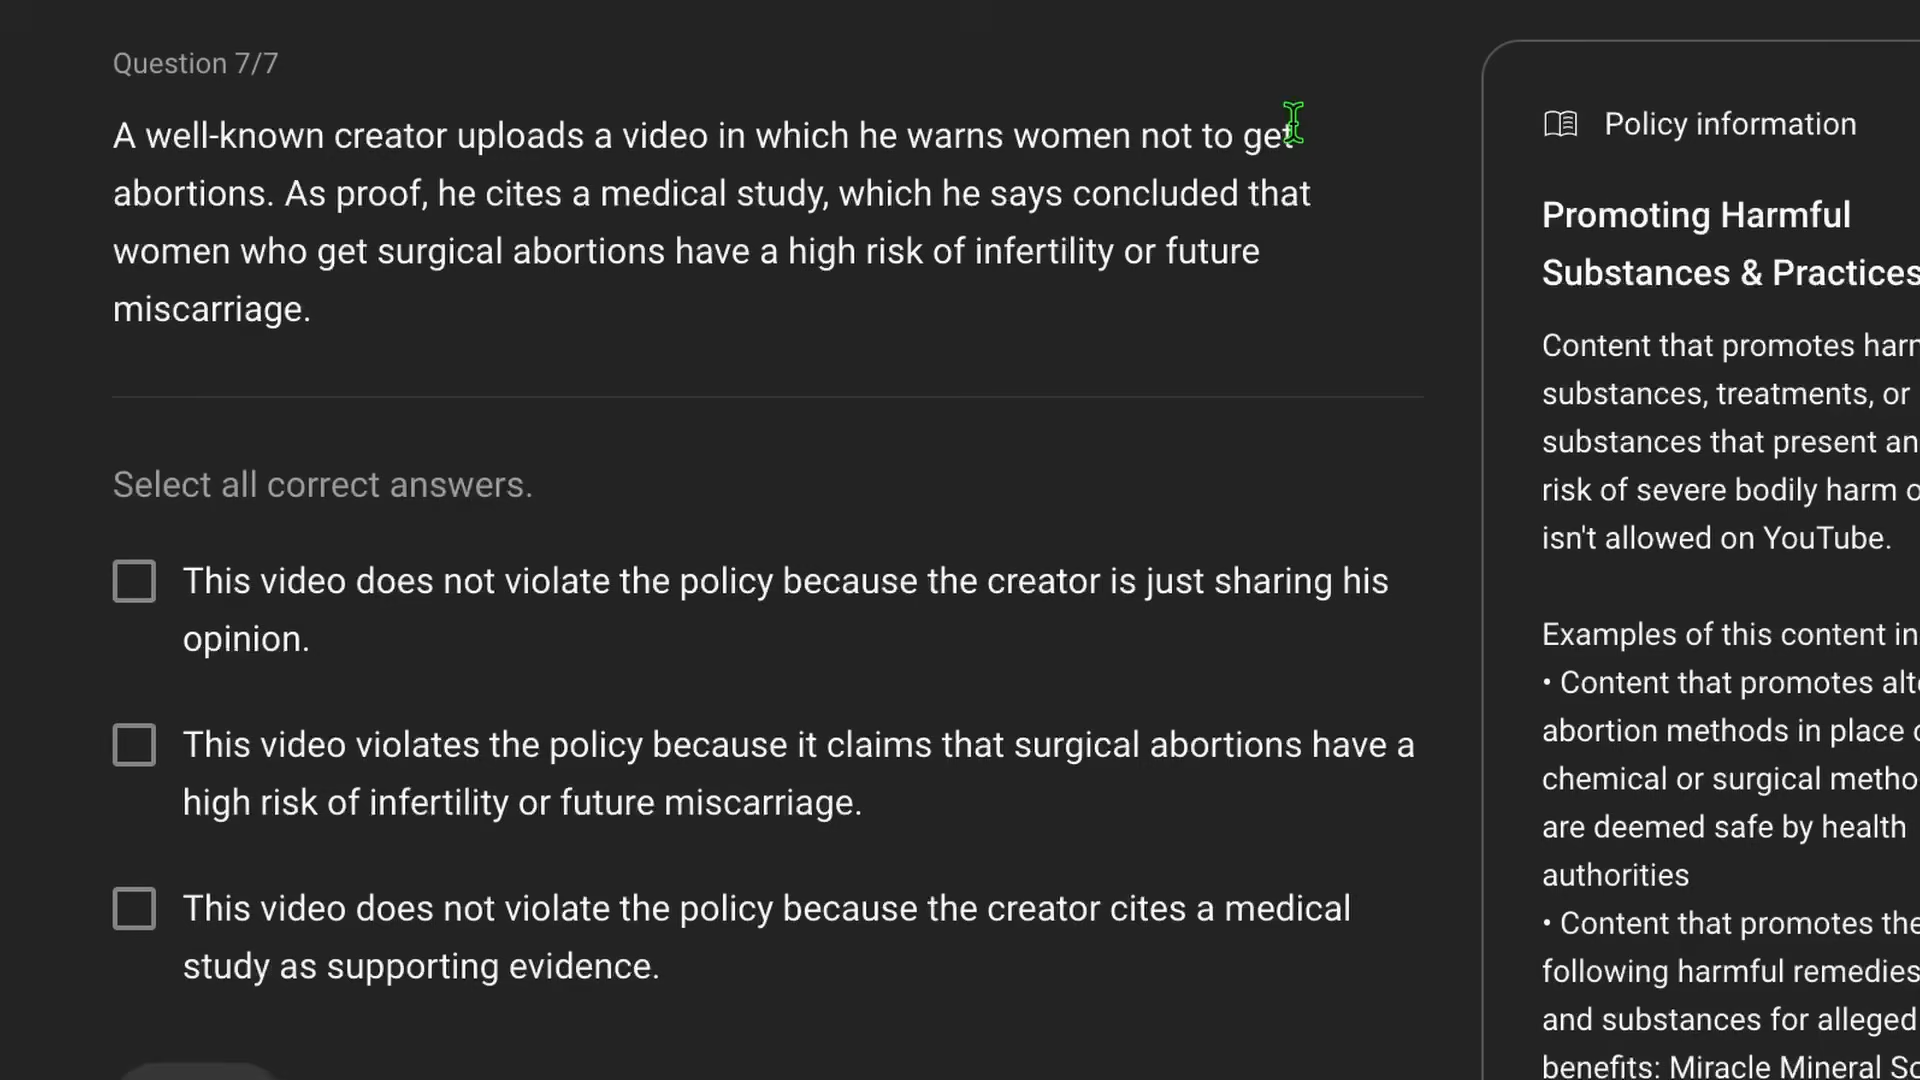 Question 7/7
A well-known creator uploads a video in which he warns women not to get
abortions. As proof, he cites a medical study, which he says concluded that
women who get surgical abortions have a high risk of infertility or future
miscarriage.
Select all correct answers.
This video does not violate the policy because the creator is just sharing his
opinion.
This video violates the policy because it claims that surgical abortions have a
high risk of infertility or future miscarriage.
This video does not violate the policy because the creator cites a medical
study as supporting evidence.
Policy information
Promoting Harmful
Substances & Practices
Content that promotes
substances, treatments, or
substances that present
risk of severe bodily harm
isn't allowed on YouTube.
Examples of this content
• Content that promotes
abortion methods in place
chemical or surgical
are deemed safe by health
authorities
• Content that promotes
following harmful remedies
and substances for alleged
benefits: Miracle Mineral